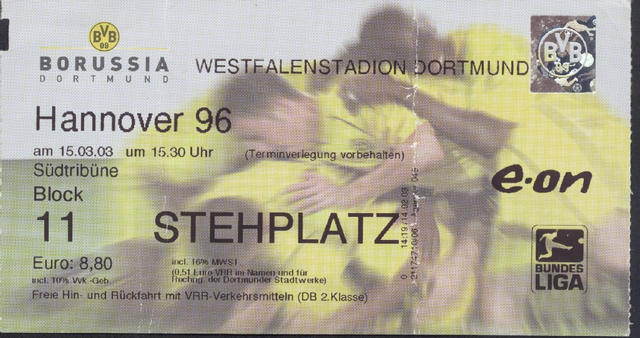 BVB
09
BORUSSIA
DORTMUND
WESTFALENSTADION DORTMUND
BVB
09
Hannover 96
am 15.03.03 um 15.30 Uhr
(Terminverlegung vorbehalten)
Südtribüne
Block
11
STEHPLATZ
e·on
Euro: 8,80
incl. 16% MWST.
incl. 10% Vvk.-Geb.
(0,51 Euro VRR im Namen und für
Rechng. der Dortmunder Stadtwerke)
Freie Hin- und Rückfahrt mit VRR-Verkehrsmitteln (DB 2.Klasse)
BUNDES
LIGA